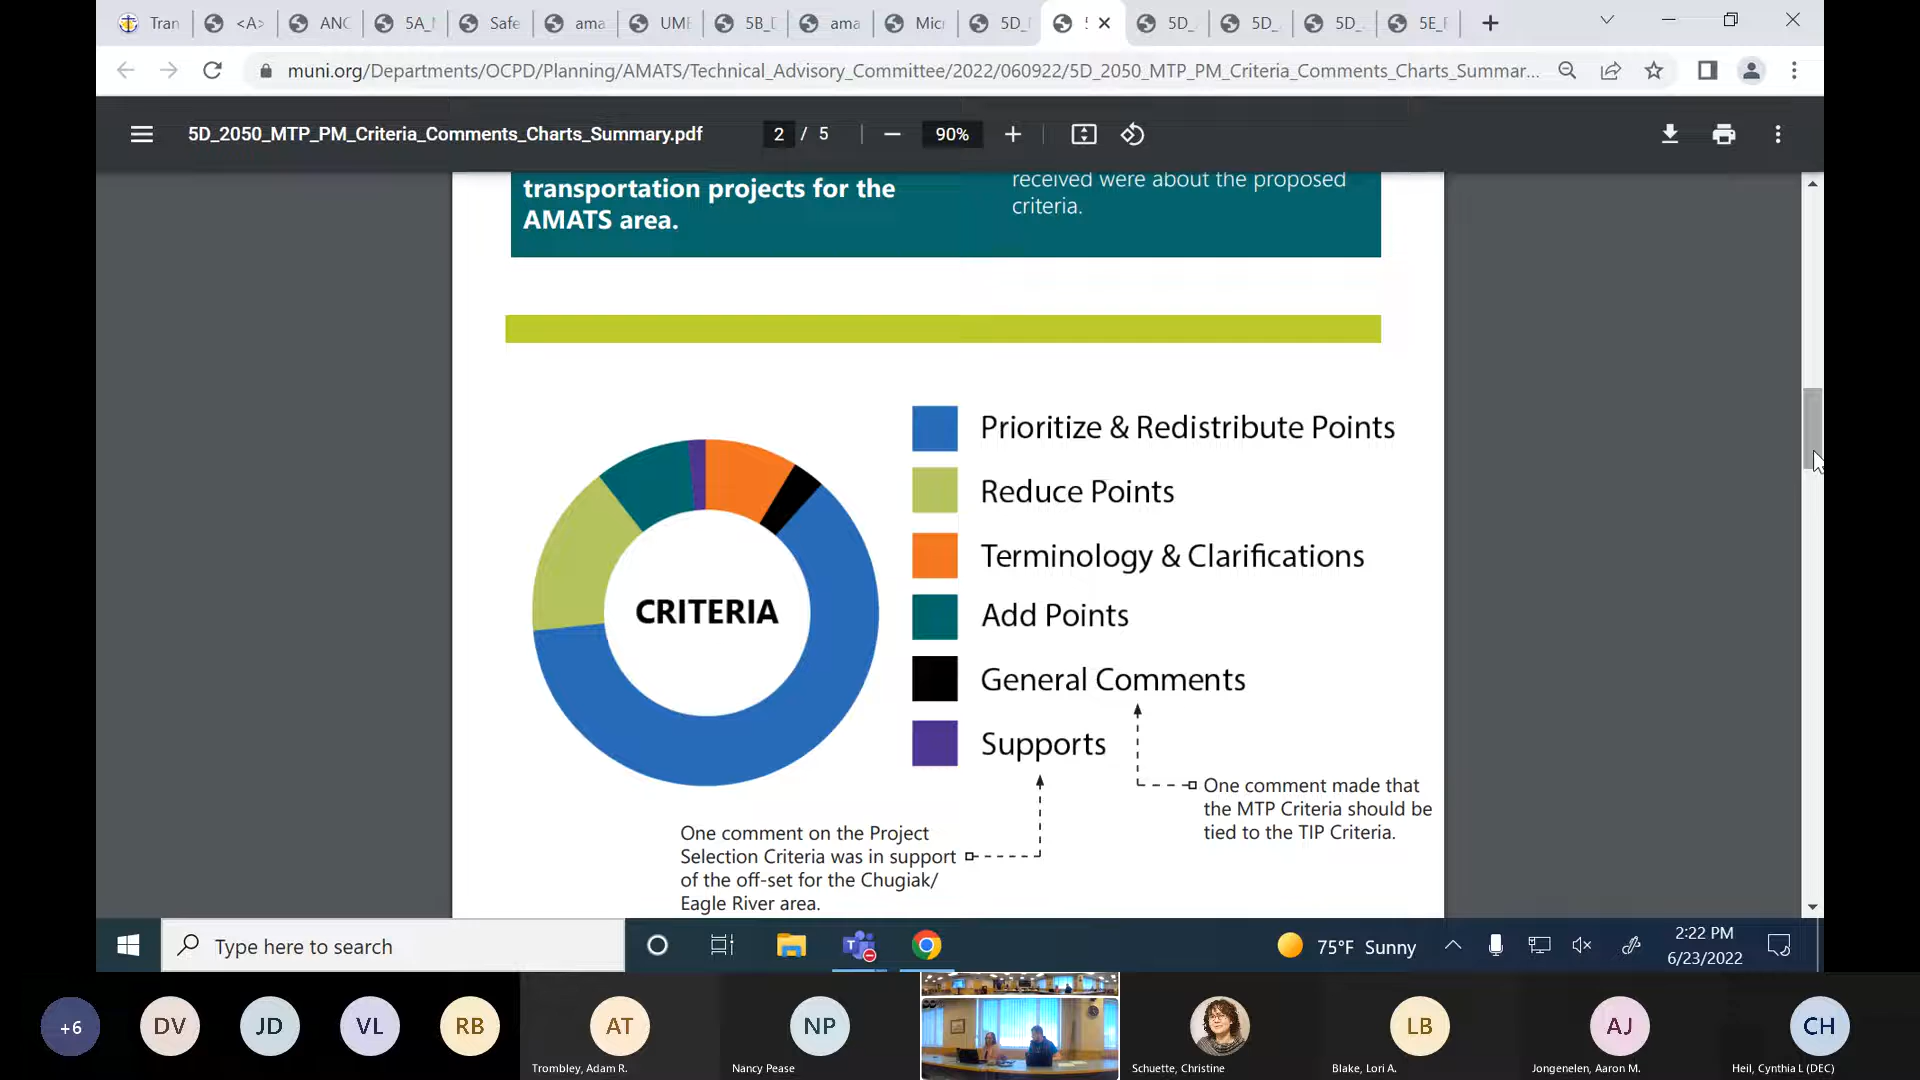 Tran
<A>
ANC
5A_
Safe
ama
UME
5B_D
ama
Micr
5D_
5D_
5D_
5D_
5E_F
muni.org/Departments/OCPD/Planning/AMATS/Technical_Advisory_Committee/2022/060922/5D_2050_MTP_PM_Criteria_Comments_Charts_Summar...
5D_2050_MTP_PM_Criteria_Comments_Charts_Summary.pdf
2 / 5
90%
transportation projects for the
AMATS area.
received were about the proposed
criteria.
CRITERIA
Prioritize & Redistribute Points
Reduce Points
Terminology & Clarifications
Add Points
General Comments
Supports
One comment made that
the MTP Criteria should be
tied to the TIP Criteria.
One comment on the Project
Selection Criteria was in support
of the off-set for the Chugiak/
Eagle River area.
Type here to search
75°F Sunny
2:22 PM
6/23/2022
+6
DV
JD
VL
RB
AT
NP
LB
AJ
CH
Trombley, Adam R.
Nancy Pease
Schuette, Christine
Blake, Lori A.
Jongenelen, Aaron M.
Heil, Cynthia L (DEC)